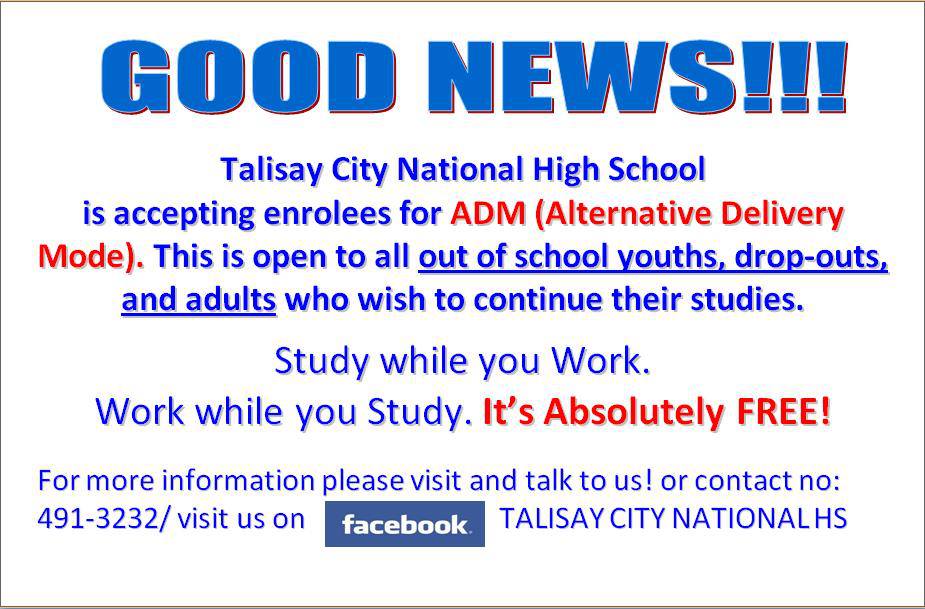 GOOD NEWS!!!
Talisay City National High School
is accepting enrolees for ADM (Alternative Delivery
Mode). This is open to all out of school youths, drop-outs,
and adults who wish to continue their studies.
Study while you Work.
Work while you Study. It's Absolutely FREE!
For more information please visit and talk to us! or contact no:
491-3232/ visit us on facebook. TALISAY CITY NATIONAL HS